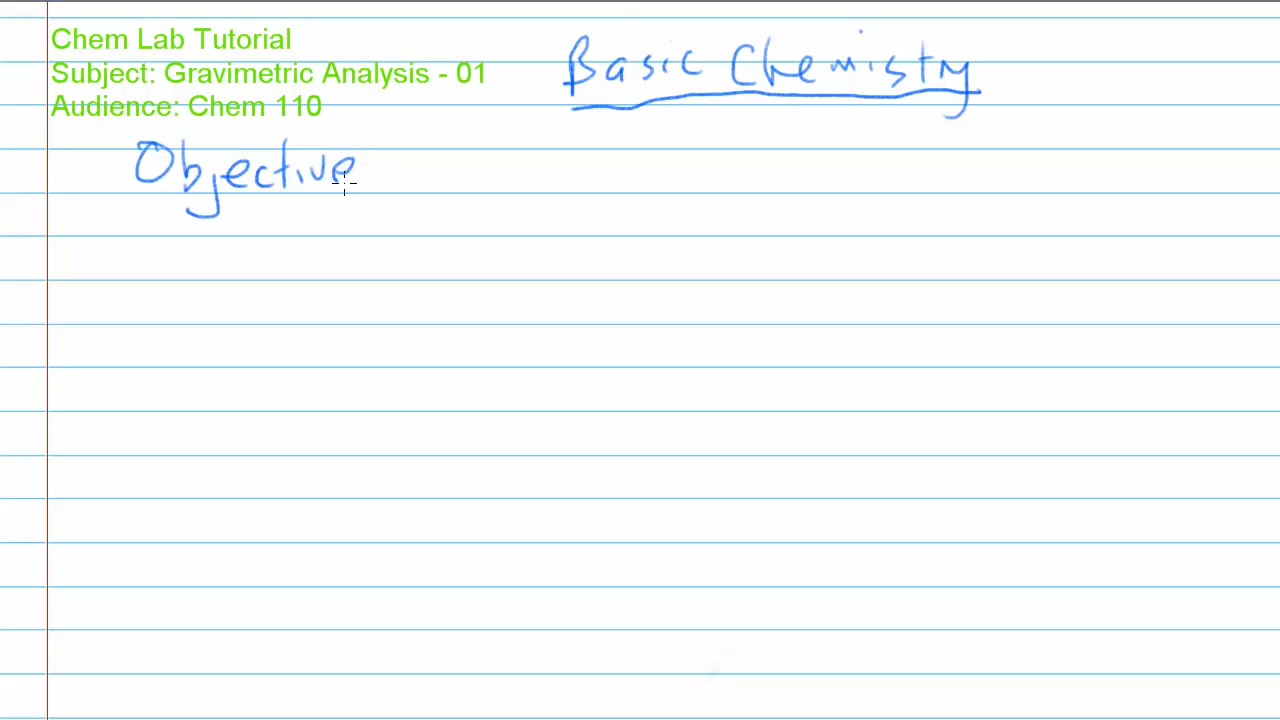 Chem Lab Tutorial
Subject: Gravimetric Analysis - 01
Audience: Chem 110
Basic Chemistry
Objective